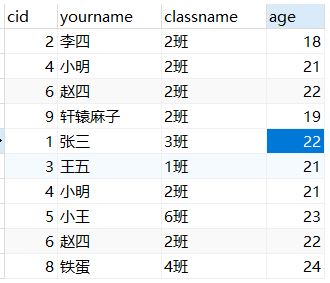 cid yourname classname age
2 李四 2班 18
4 小明 2班 21
6 赵四 2班 22
9 轩辕麻子 2班 19
1 张三 3班 22
3 王五 1班 21
4 小明 2班 21
5 小王 6班 23
6 赵四 2班 22
8 铁蛋 4班 24